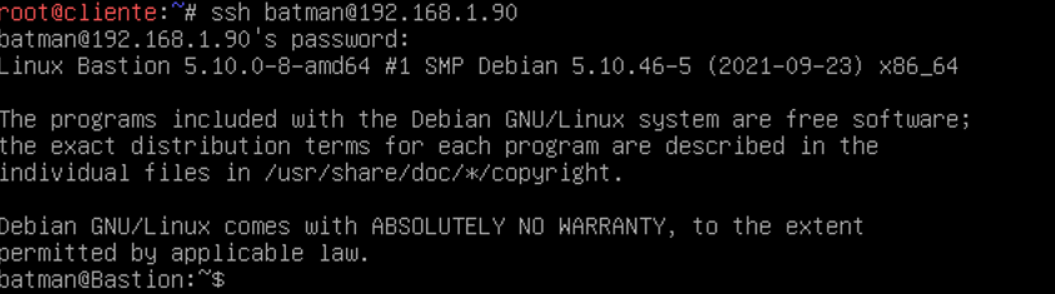 root@cliente:~# ssh batman@192.168.1.90
batman@192.168.1.90's password:
Linux Bastion 5.10.0-8-amd64 #1 SMP Debian 5.10.46-5 (2021-09-23) x86_64
The programs included with the Debian GNU/Linux system are free software;
the exact distribution terms for each program are described in the
individual files in /usr/share/doc/*/copyright.
Debian GNU/Linux comes with ABSOLUTELY NO WARRANTY, to the extent
permitted by applicable law.
batman@Bastion:~$